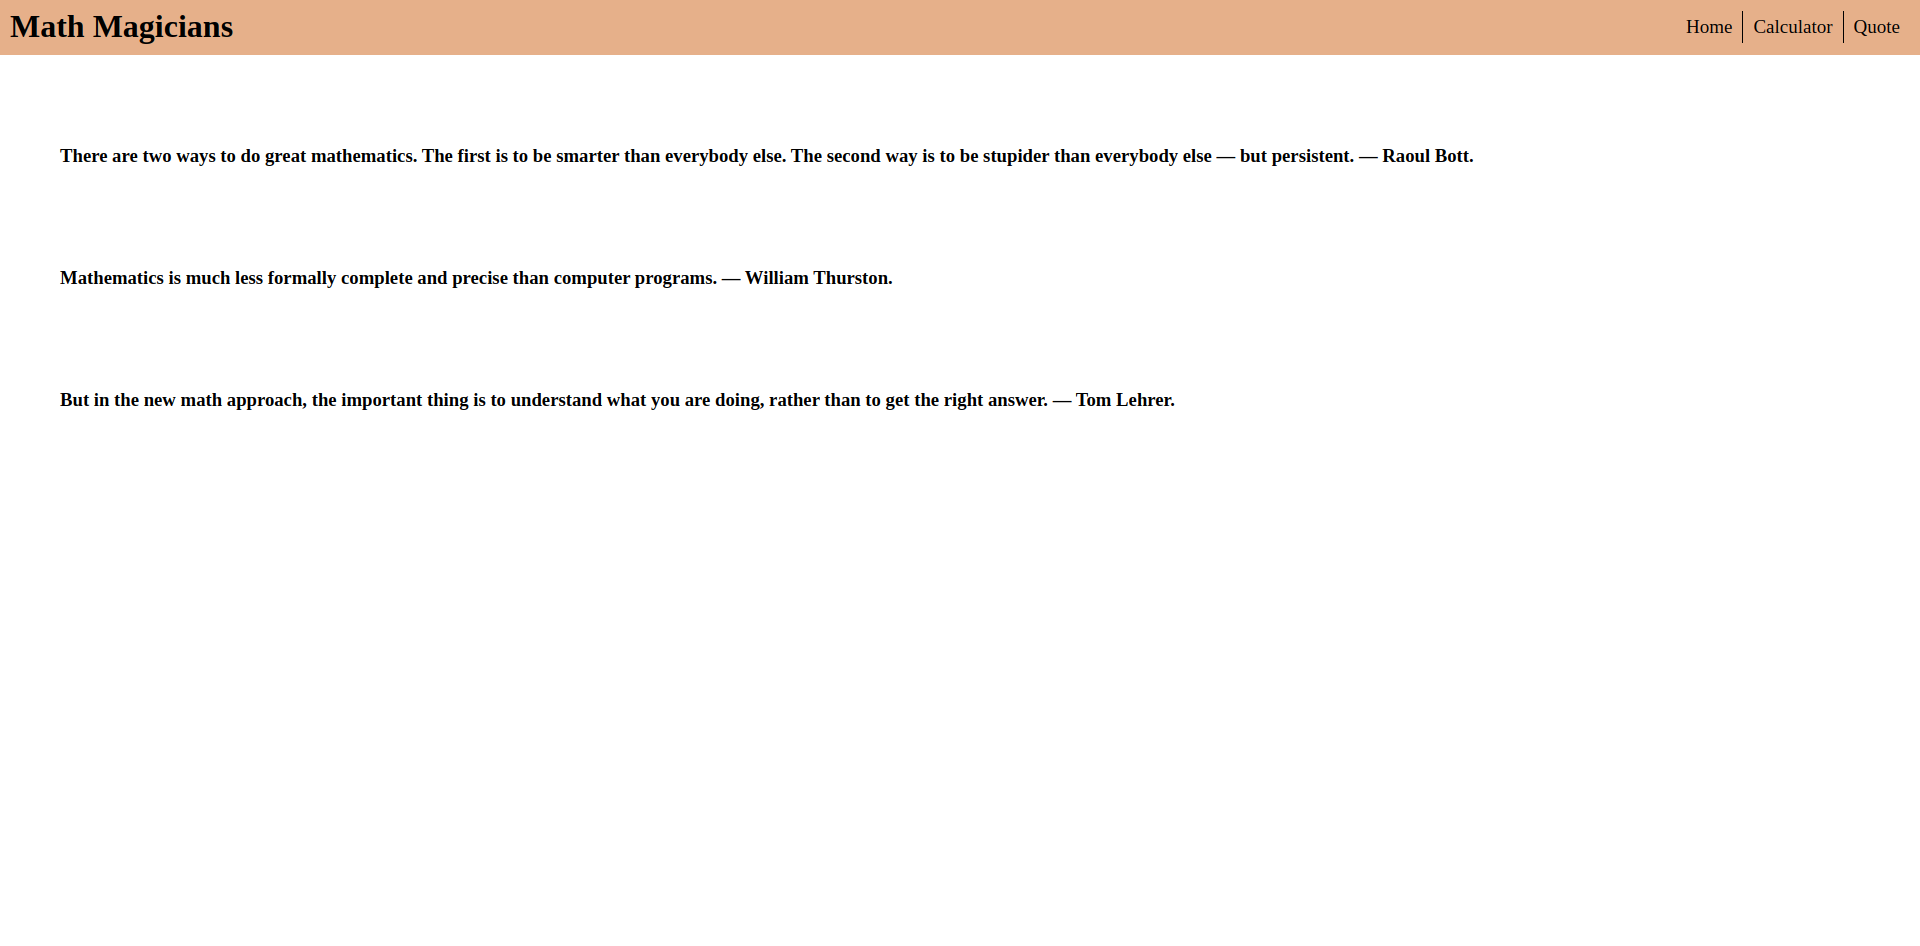 Math Magicians
Home
Calculator
Quote
There are two ways to do great mathematics. The first is to be smarter than everybody else. The second way is to be stupider than everybody else — but persistent. — Raoul Bott.
Mathematics is much less formally complete and precise than computer programs. — William Thurston.
But in the new math approach, the important thing is to understand what you are doing, rather than to get the right answer. — Tom Lehrer.